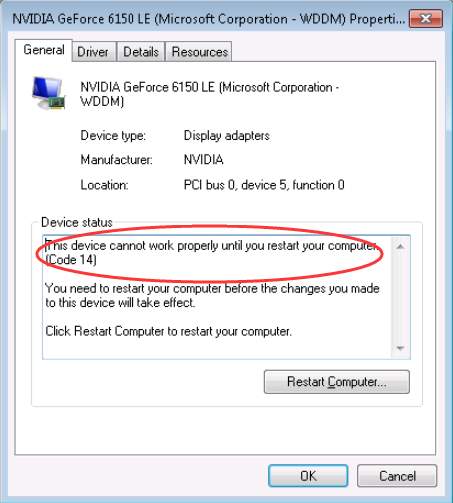 NVIDIA GeForce 6150 LE (Microsoft Corporation - WDDM) Properti...
General Driver Details Resources
NVIDIA GeForce 6150 LE (Microsoft Corporation -
WDDM)
Device type: Display adapters
Manufacturer: NVIDIA
Location: PCI bus 0, device 5, function 0
Device status
This device cannot work properly until you restart your computer.
(Code 14)
You need to restart your computer before the changes you made
to this device will take effect.
Click Restart Computer to restart your computer.
Restart Computer...
OK Cancel